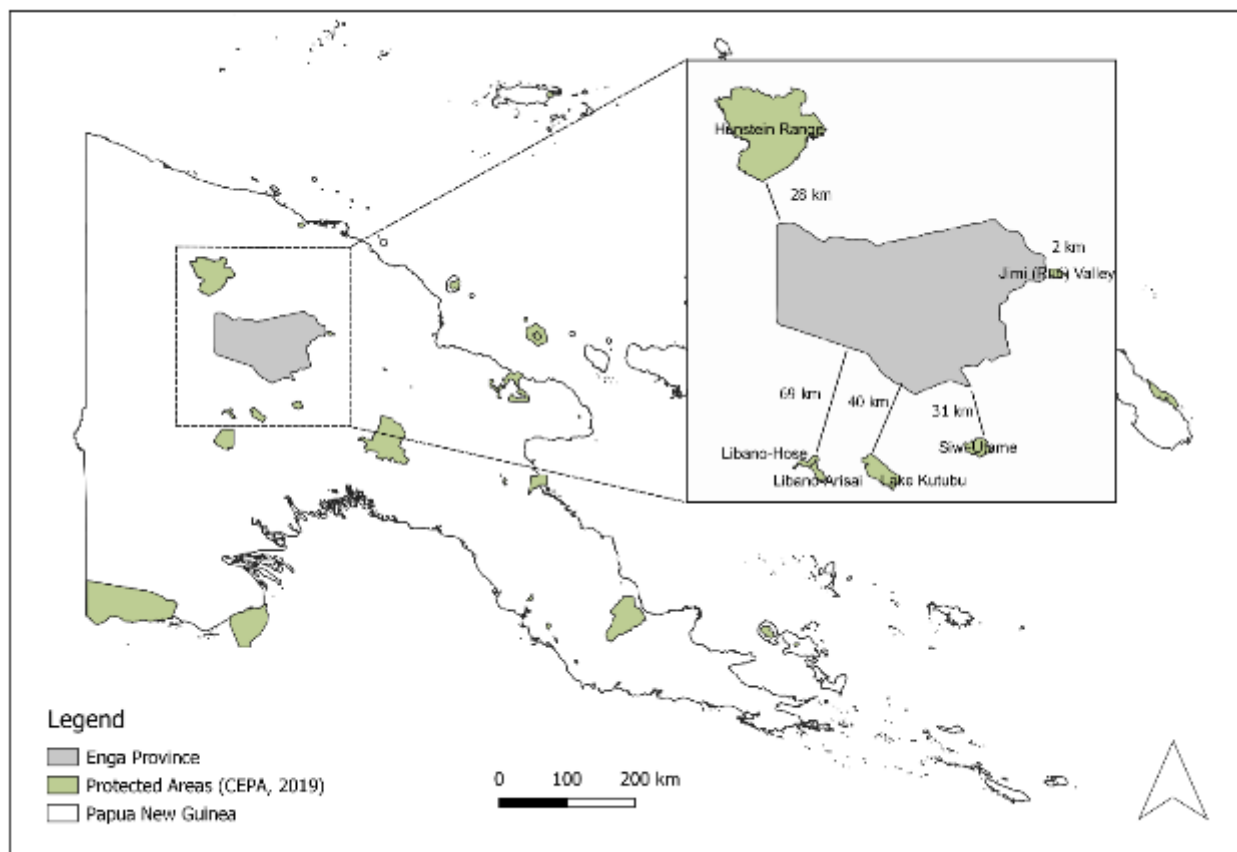 Hunstein Range
28 km
2 km
Jimi (Ruti) Valley
69 km
40 km
31 km
Libano-Hose
Siwi-Utame
Libano-Arisai
Lake Kutubu
Legend
Enga Province
Protected Areas (CEPA, 2019)
Papua New Guinea
0 100 200 km